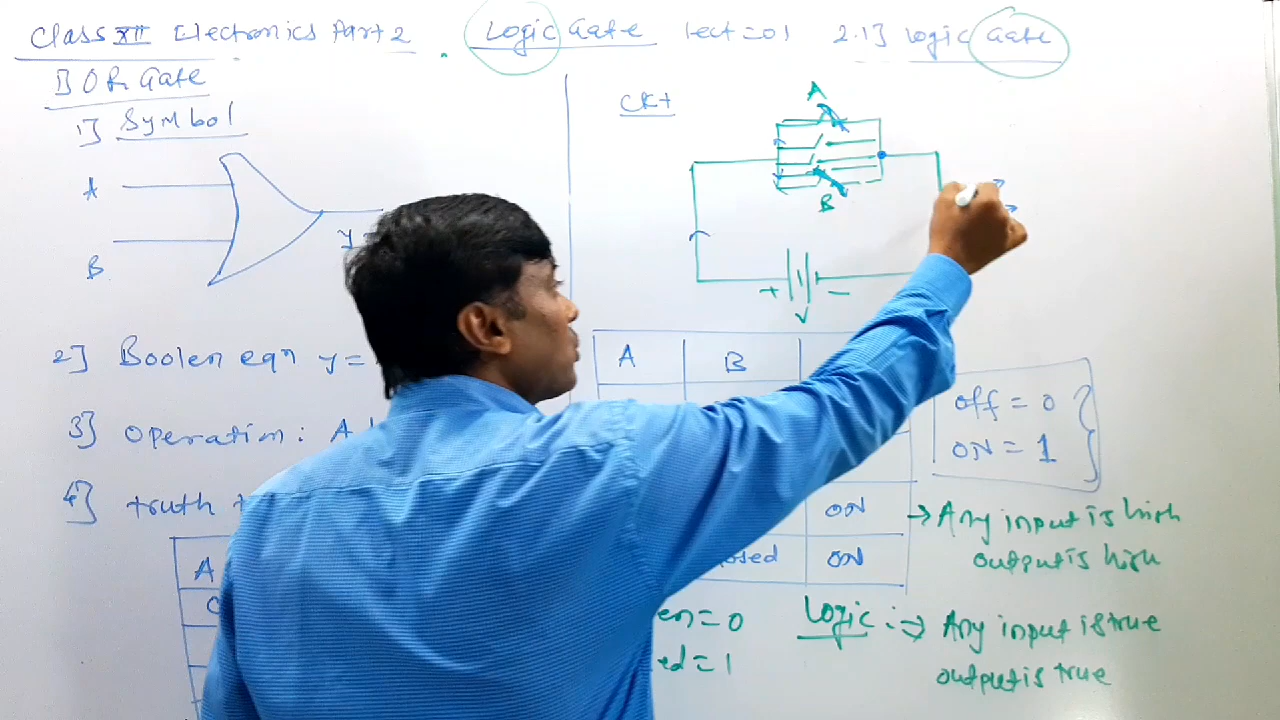 Class XII Electronics Part 2 . Logic Gate lect=01 2.1] logic Gate
1] OR Gate
1] Symbol
A
B
y=
2] Boolen eqn y=
3] Operation: A
4] truth t
A
CK+
A
B
+ −
V
A B
ON
osed ON
en=0
ed=1
off = 0
ON = 1
→ Any input is high
output is high
Logic :→ Any input is true
output is true